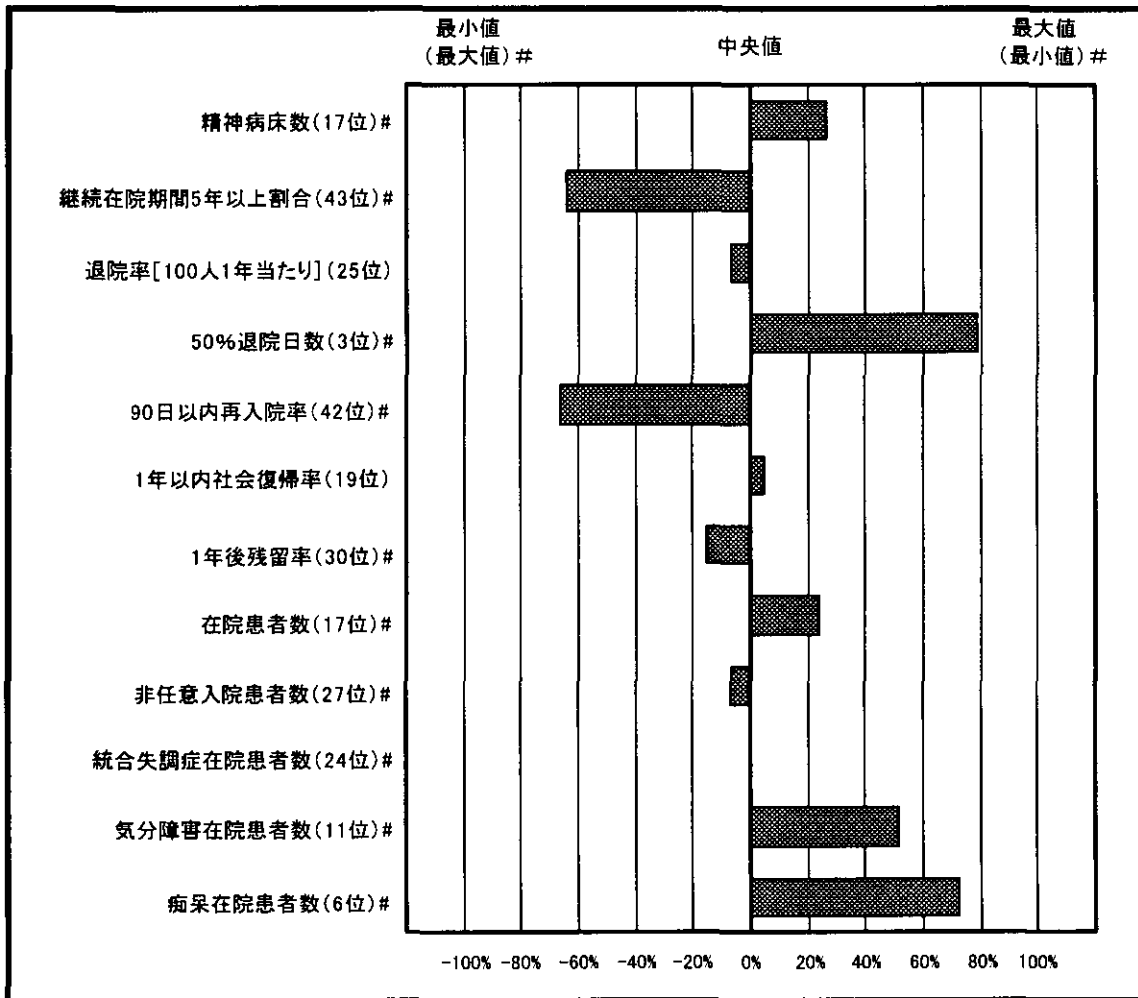 最小値
(最大値)#
中央値
最大値
(最小値)#
精神病床数(17位)#
継続在院期間5年以上割合(43位)#
退院率[100人1年当たり](25位)
50%退院日数(3位)#
90日以内再入院率(42位)#
1年以内社会復帰率(19位)
1年後残留率(30位)#
在院患者数(17位)#
非任意入院患者数(27位)#
統合失調症在院患者数(24位)#
気分障害在院患者数(11位)#
痴呆在院患者数(6位)#
-100% -80% -60% -40% -20% 0% 20% 40% 60% 80% 100%